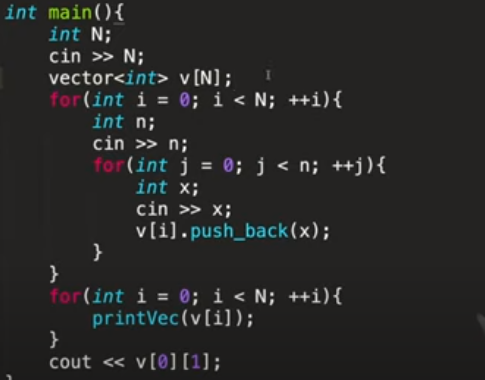 int main(){
    int N;
    cin >> N;
    vector<int> v[N];
    for(int i = 0; i < N; ++i){
        int n;
        cin >> n;
        for(int j = 0; j < n; ++j){
            int x;
            cin >> x;
            v[i].push_back(x);
        }
    }
    for(int i = 0; i < N; ++i){
        printVec(v[i]);
    }
    cout << v[0][1];
}